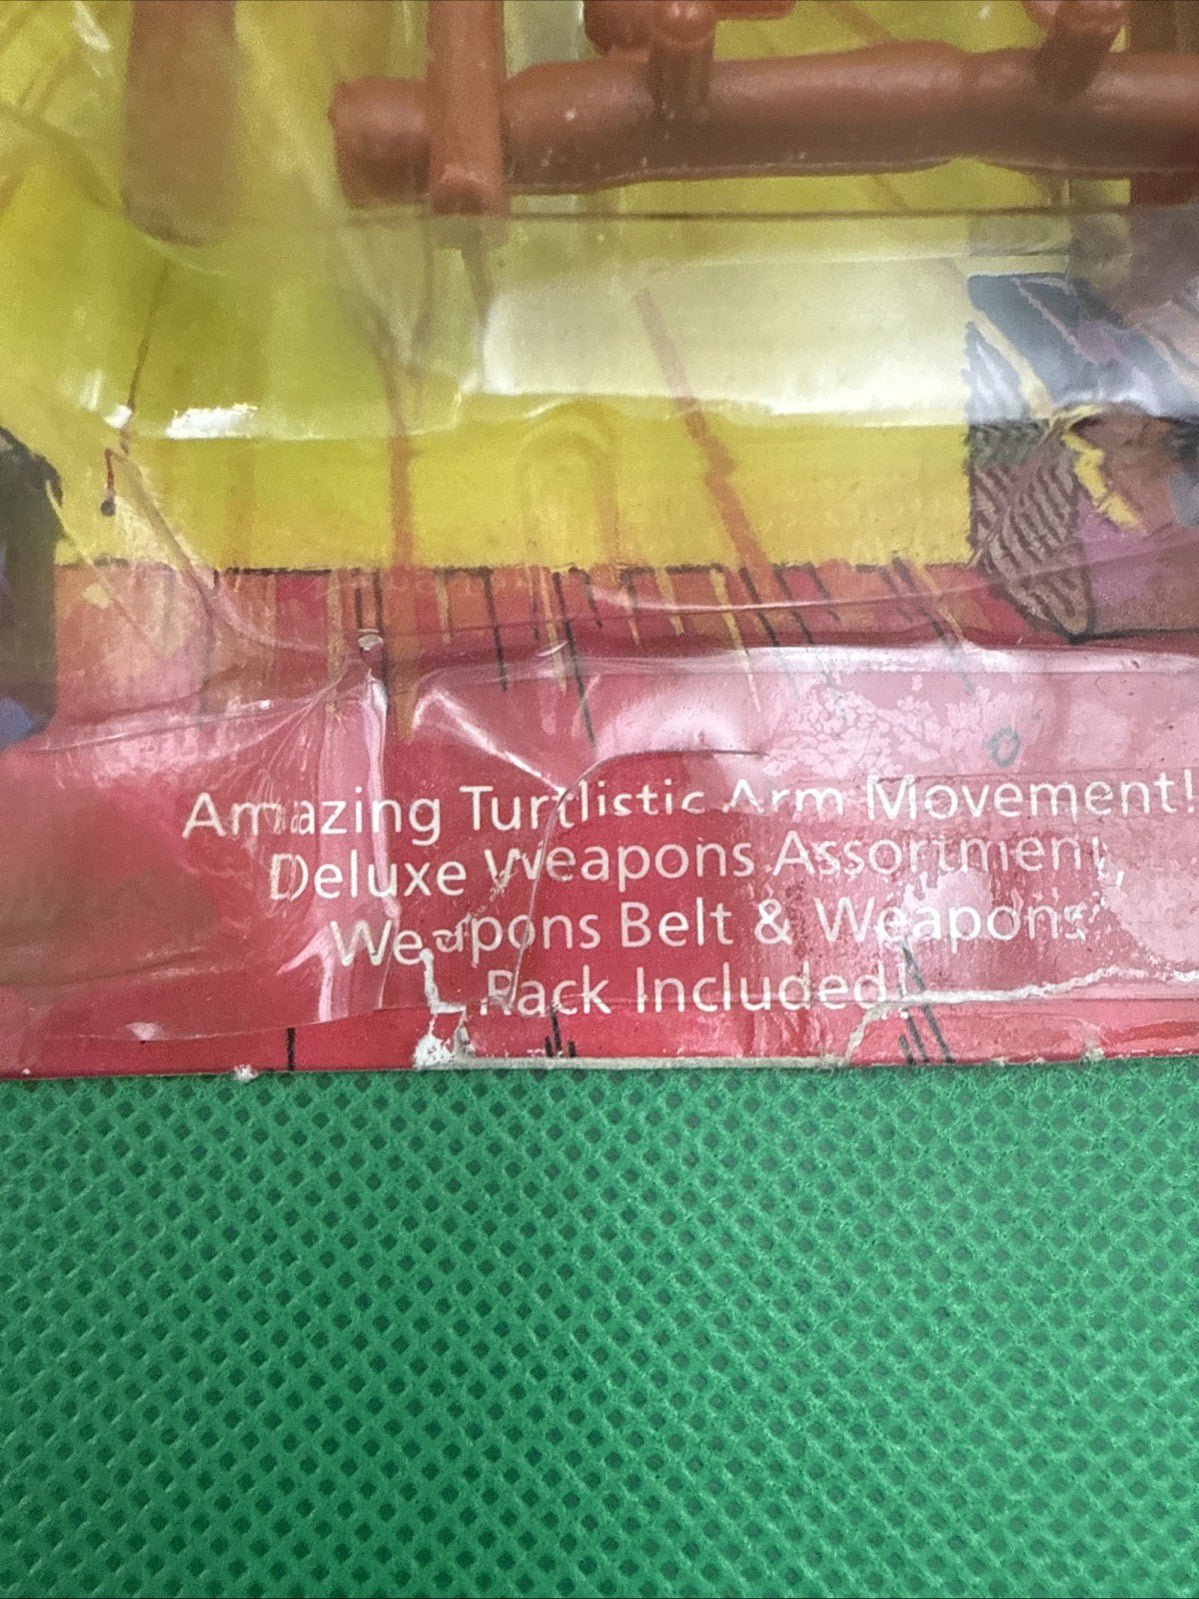 Amazing Turtlistic Arm Movement!
Deluxe Weapons Assortment,
Weapons Belt & Weapons
Rack Included!